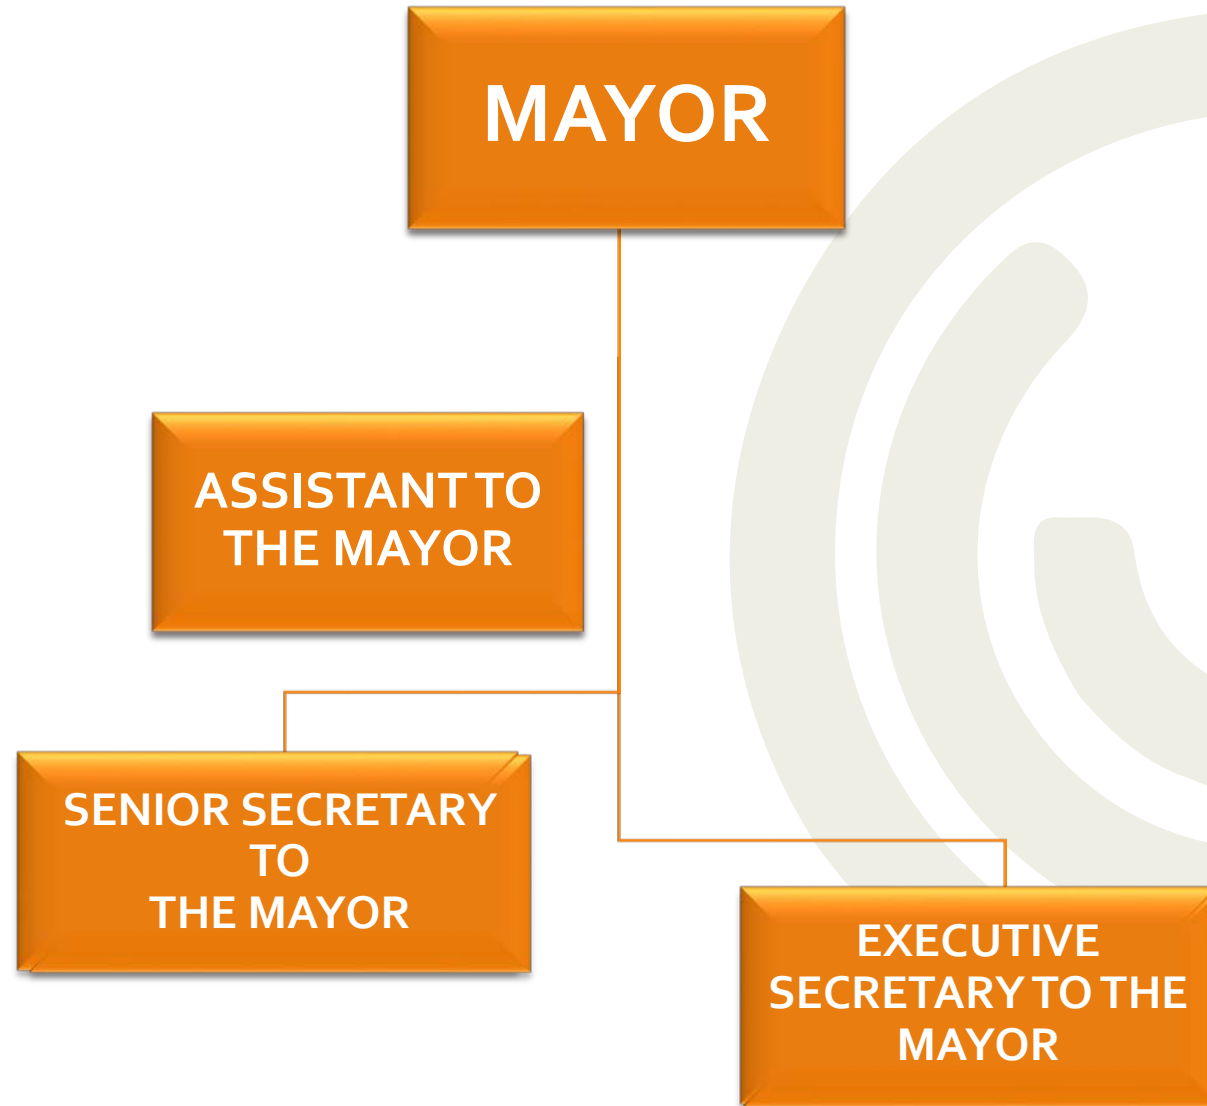 MAYOR
ASSISTANT TO
THE MAYOR
SENIOR SECRETARY
TO
THE MAYOR
EXECUTIVE
SECRETARY TO THE
MAYOR